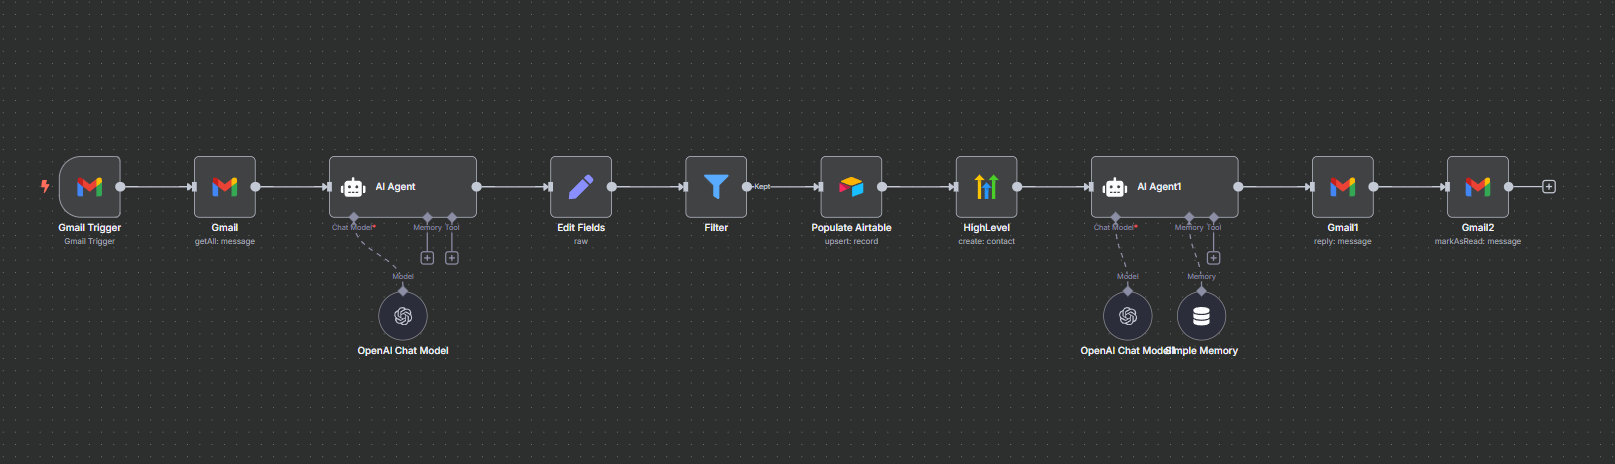 AI Agent
AI Agent1
Kept
Gmail Trigger
Gmail Trigger
Gmail
getAll: message
Chat Model*
Memory
Tool
Edit Fields
raw
Filter
Populate Airtable
upsert: record
HighLevel
create: contact
Chat Model*
Memory
Tool
Gmail1
reply: message
Gmail2
markAsRead: message
Model
Model
Memory
OpenAI Chat Model
OpenAI Chat Model
Simple Memory